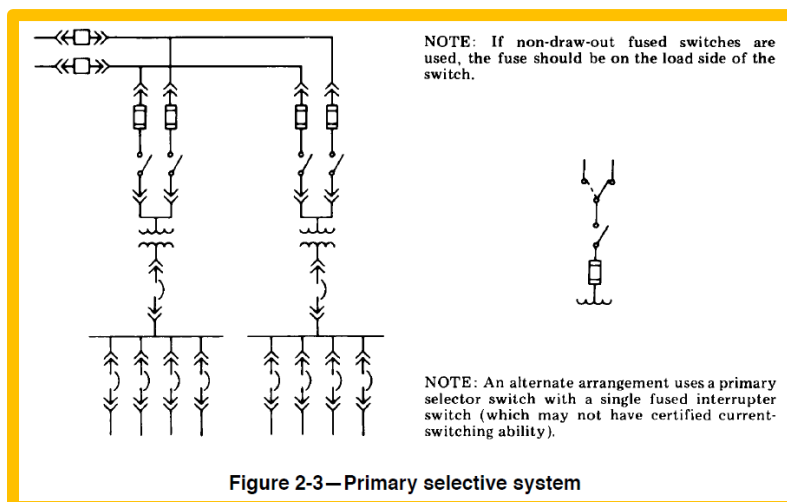 NOTE: If non-draw-out fused switches are
used, the fuse should be on the load side of the
switch.
NOTE: An alternate arrangement uses a primary
selector switch with a single fused interrupter
switch (which may not have certified current-
switching ability).
Figure 2-3—Primary selective system